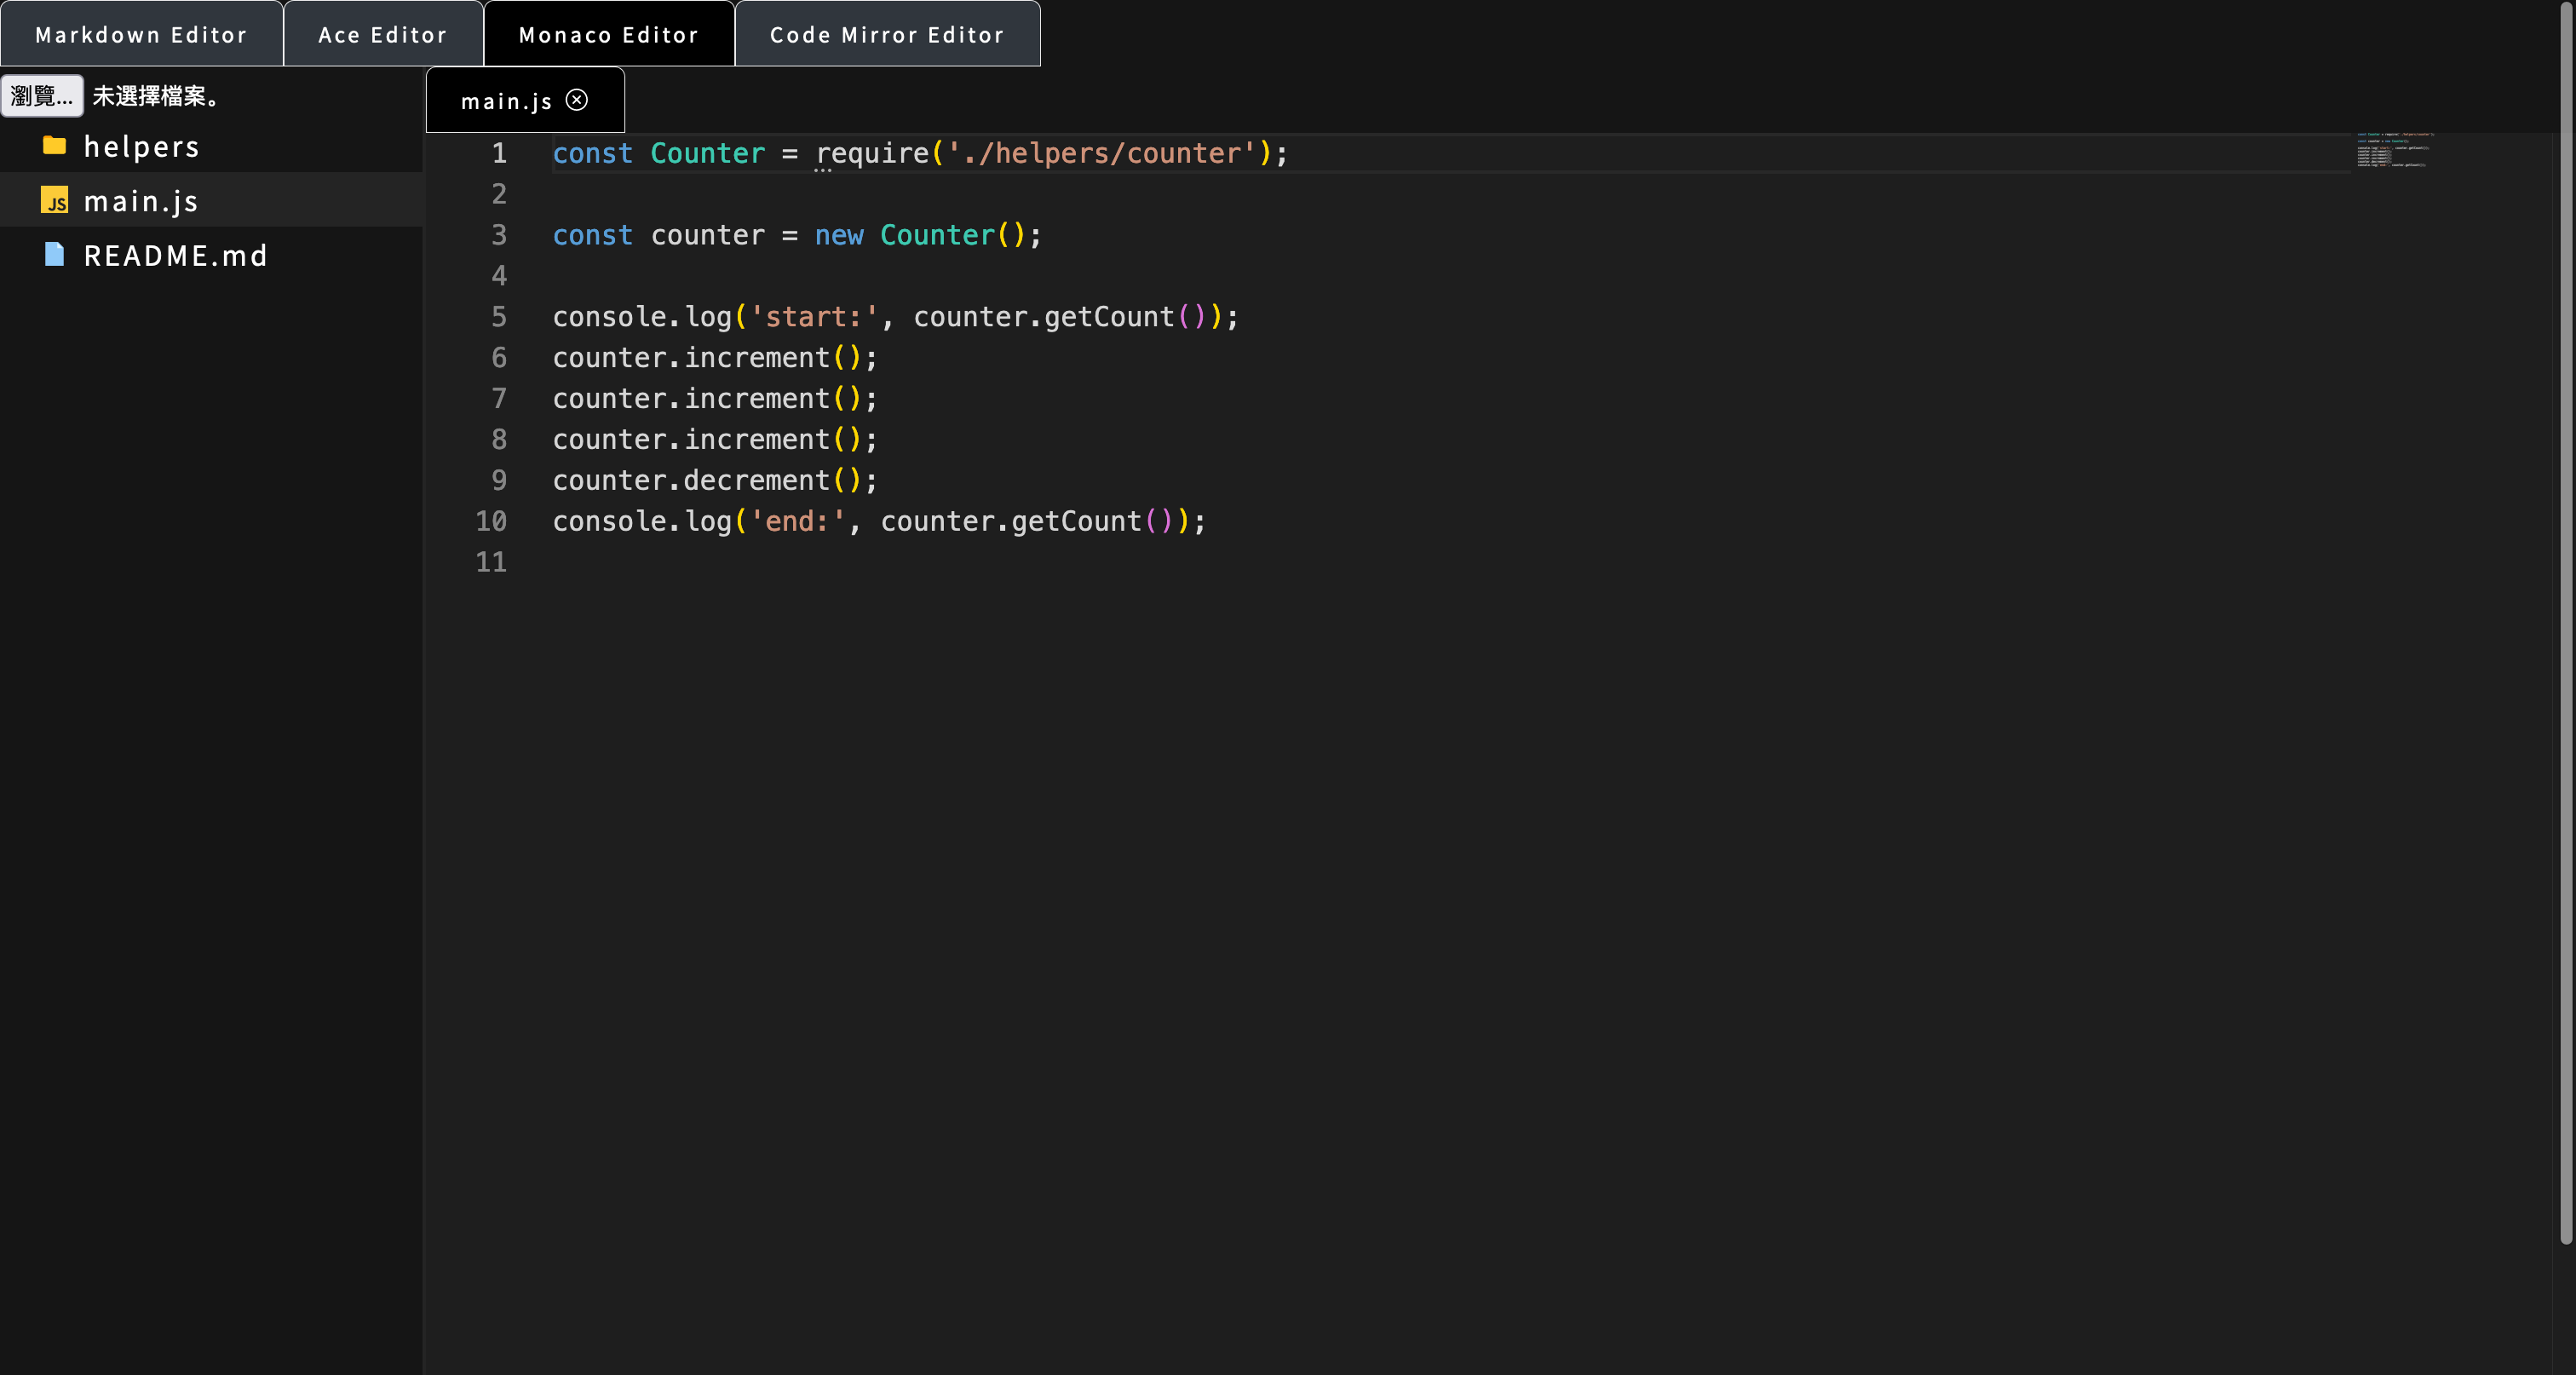 Markdown Editor
Ace Editor
Monaco Editor
Code Mirror Editor
瀏覽... 未選擇檔案。
helpers
JS main.js
README.md
main.js
1 const Counter = require('./helpers/counter');
2
3 const counter = new Counter();
4
5 console.log('start:', counter.getCount());
6 counter.increment();
7 counter.increment();
8 counter.increment();
9 counter.decrement();
10 console.log('end:', counter.getCount());
11